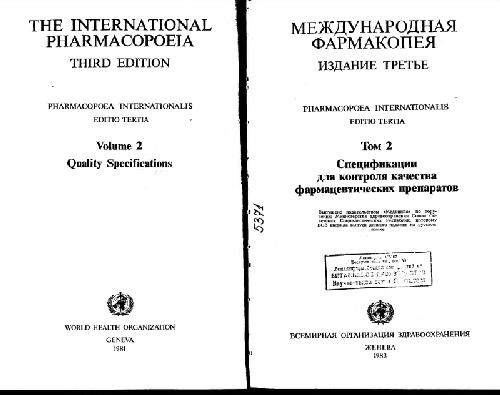 THE INTERNATIONAL
PHARMACOPOEIA
THIRD EDITION
PHARMACOPOEA INTERNATIONALIS
EDITIO TERTIA
Volume 2
Quality Specifications
WORLD HEALTH ORGANIZATION
GENEVA
1981
5371
МЕЖДУНАРОДНАЯ
ФАРМАКОПЕЯ
ИЗДАНИЕ ТРЕТЬЕ
PHARMACOPOEA INTERNATIONALIS
EDITIO TERTIA
Том 2
Спецификации
для контроля качества
фармацевтических препаратов
ВСЕМИРНАЯ ОРГАНИЗАЦИЯ ЗДРАВООХРАНЕНИЯ
ЖЕНЕВА
1983